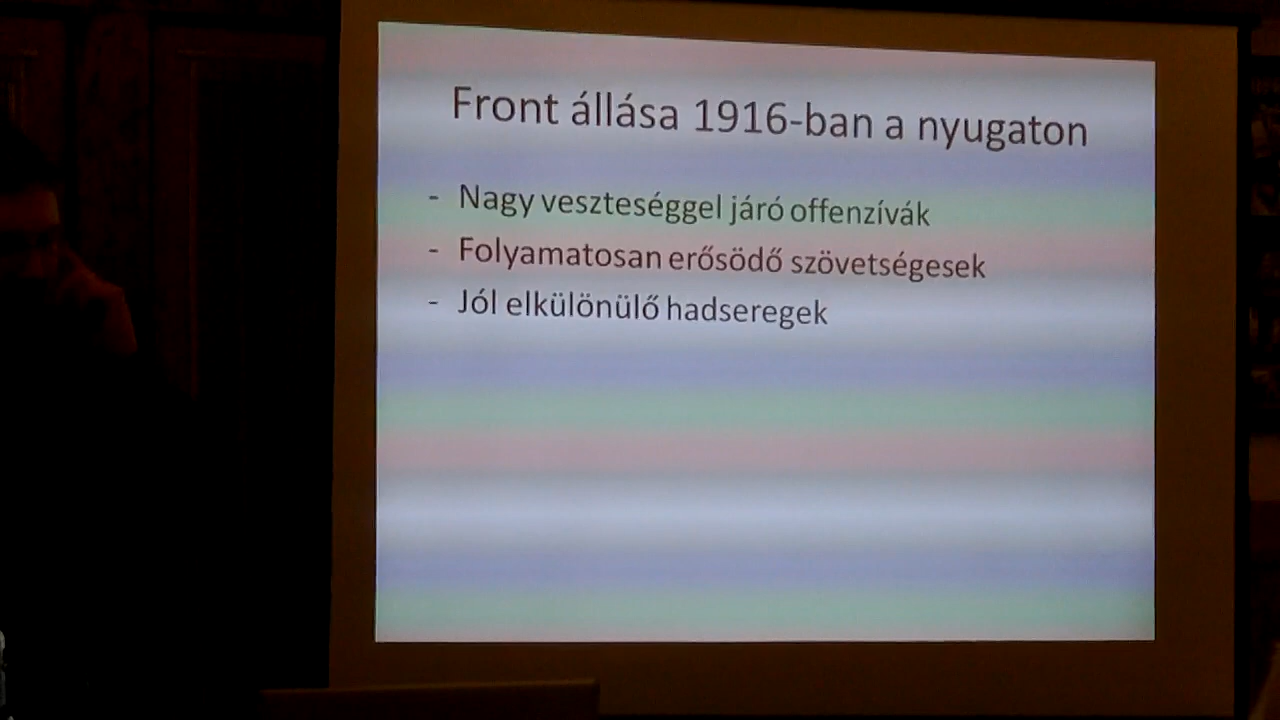 Front állása 1916-ban a nyugaton
- Nagy veszteséggel járó offenzívák
- Folyamatosan erősödő szövetségesek
- Jól elkülönülő hadseregek